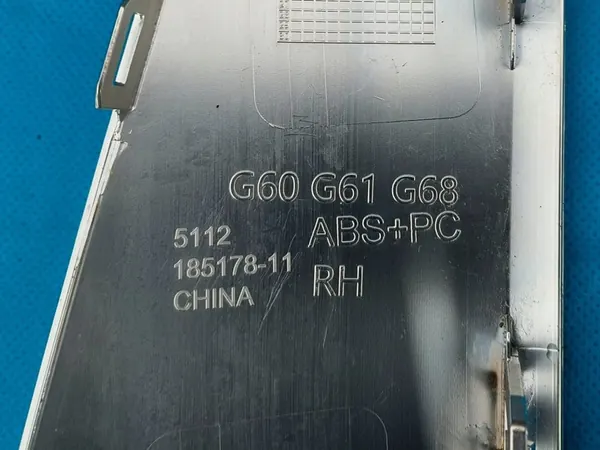 G60 G61 G68
5112 ABS+PC
185178-11
CHINA RH